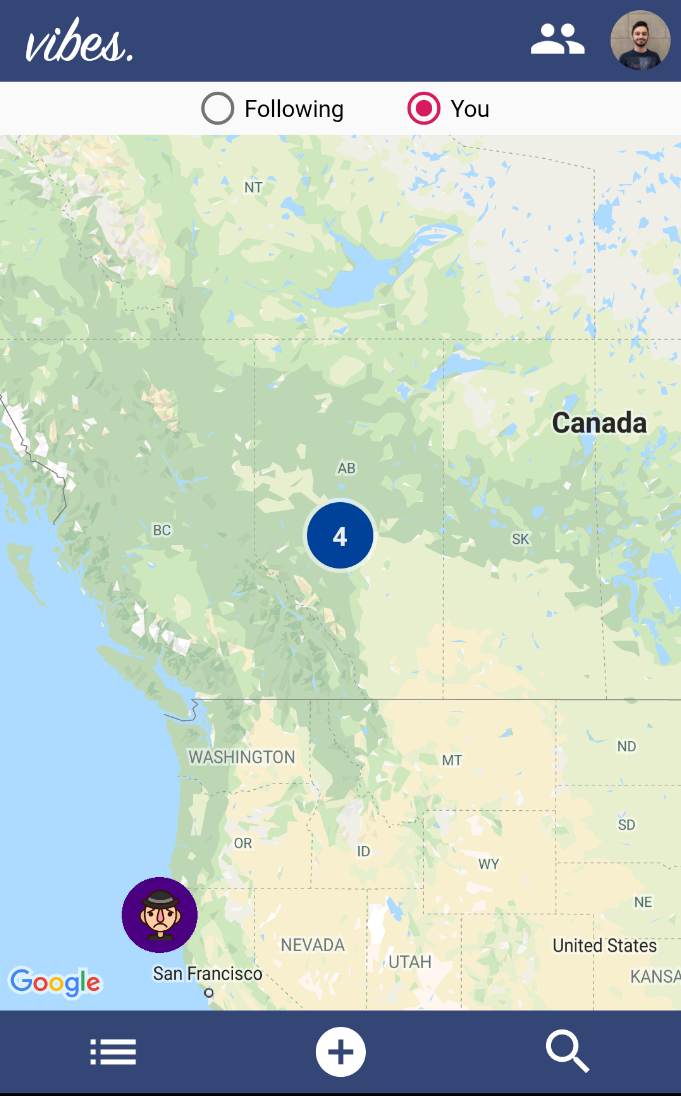 vibes.
Following
You
NT
Canada
AB
4
BC
SK
WASHINGTON
MT
ND
OR
ID
SD
WY
NE
NEVADA
United States
UTAH
San Francisco
KANSA
Google